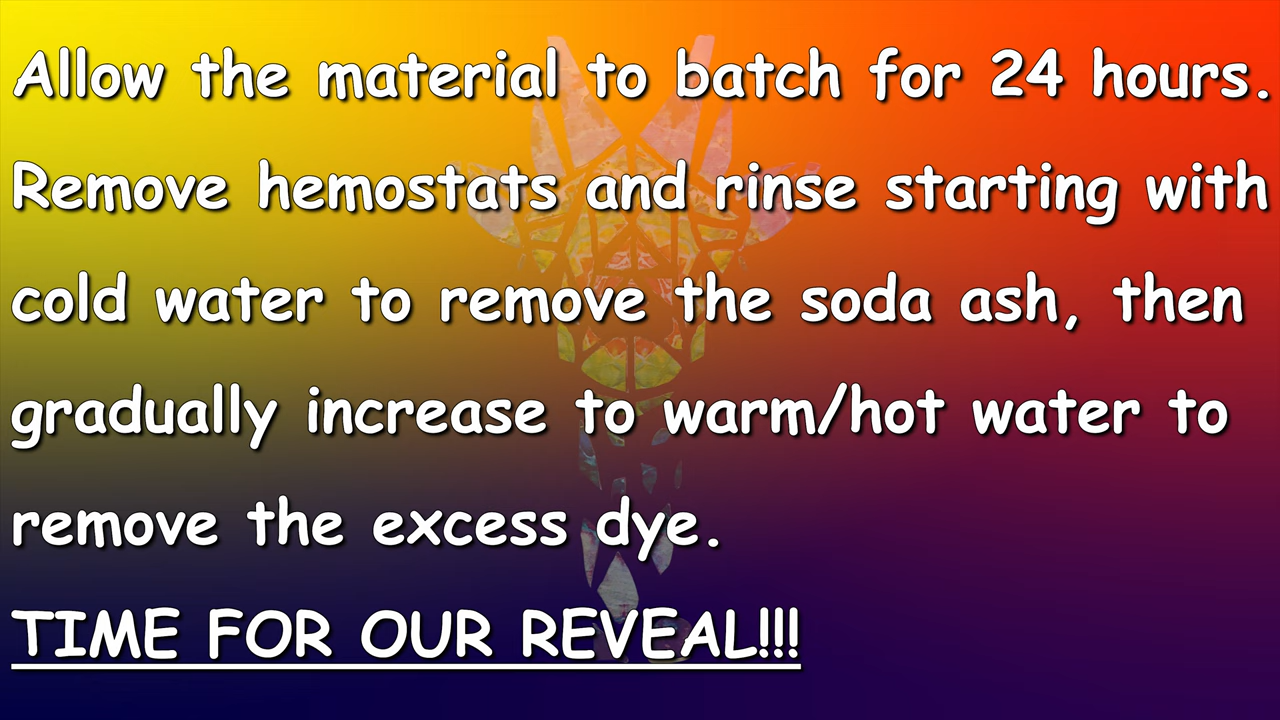 Allow the material to batch for 24 hours.
Remove hemostats and rinse starting with
cold water to remove the soda ash, then
gradually increase to warm/hot water to
remove the excess dye.
TIME FOR OUR REVEAL!!!